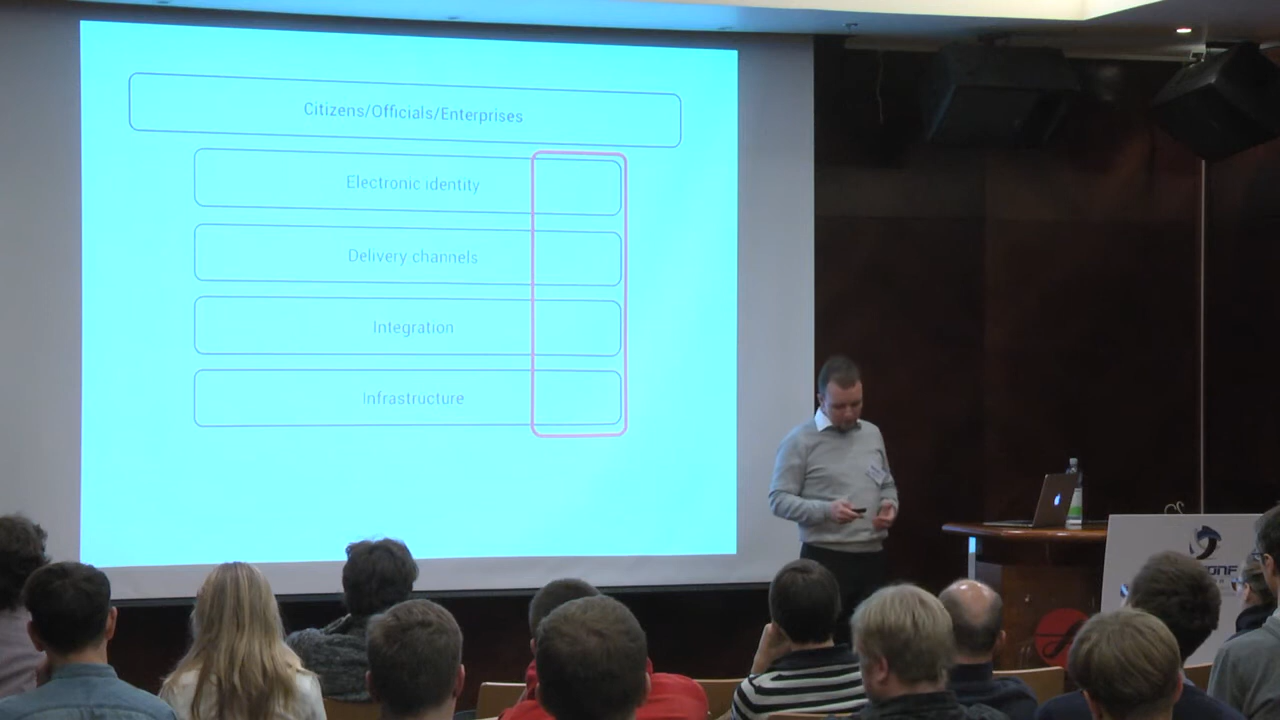 Citizens/Officials/Enterprises
Electronic identity
Delivery channels
Integration
Infrastructure